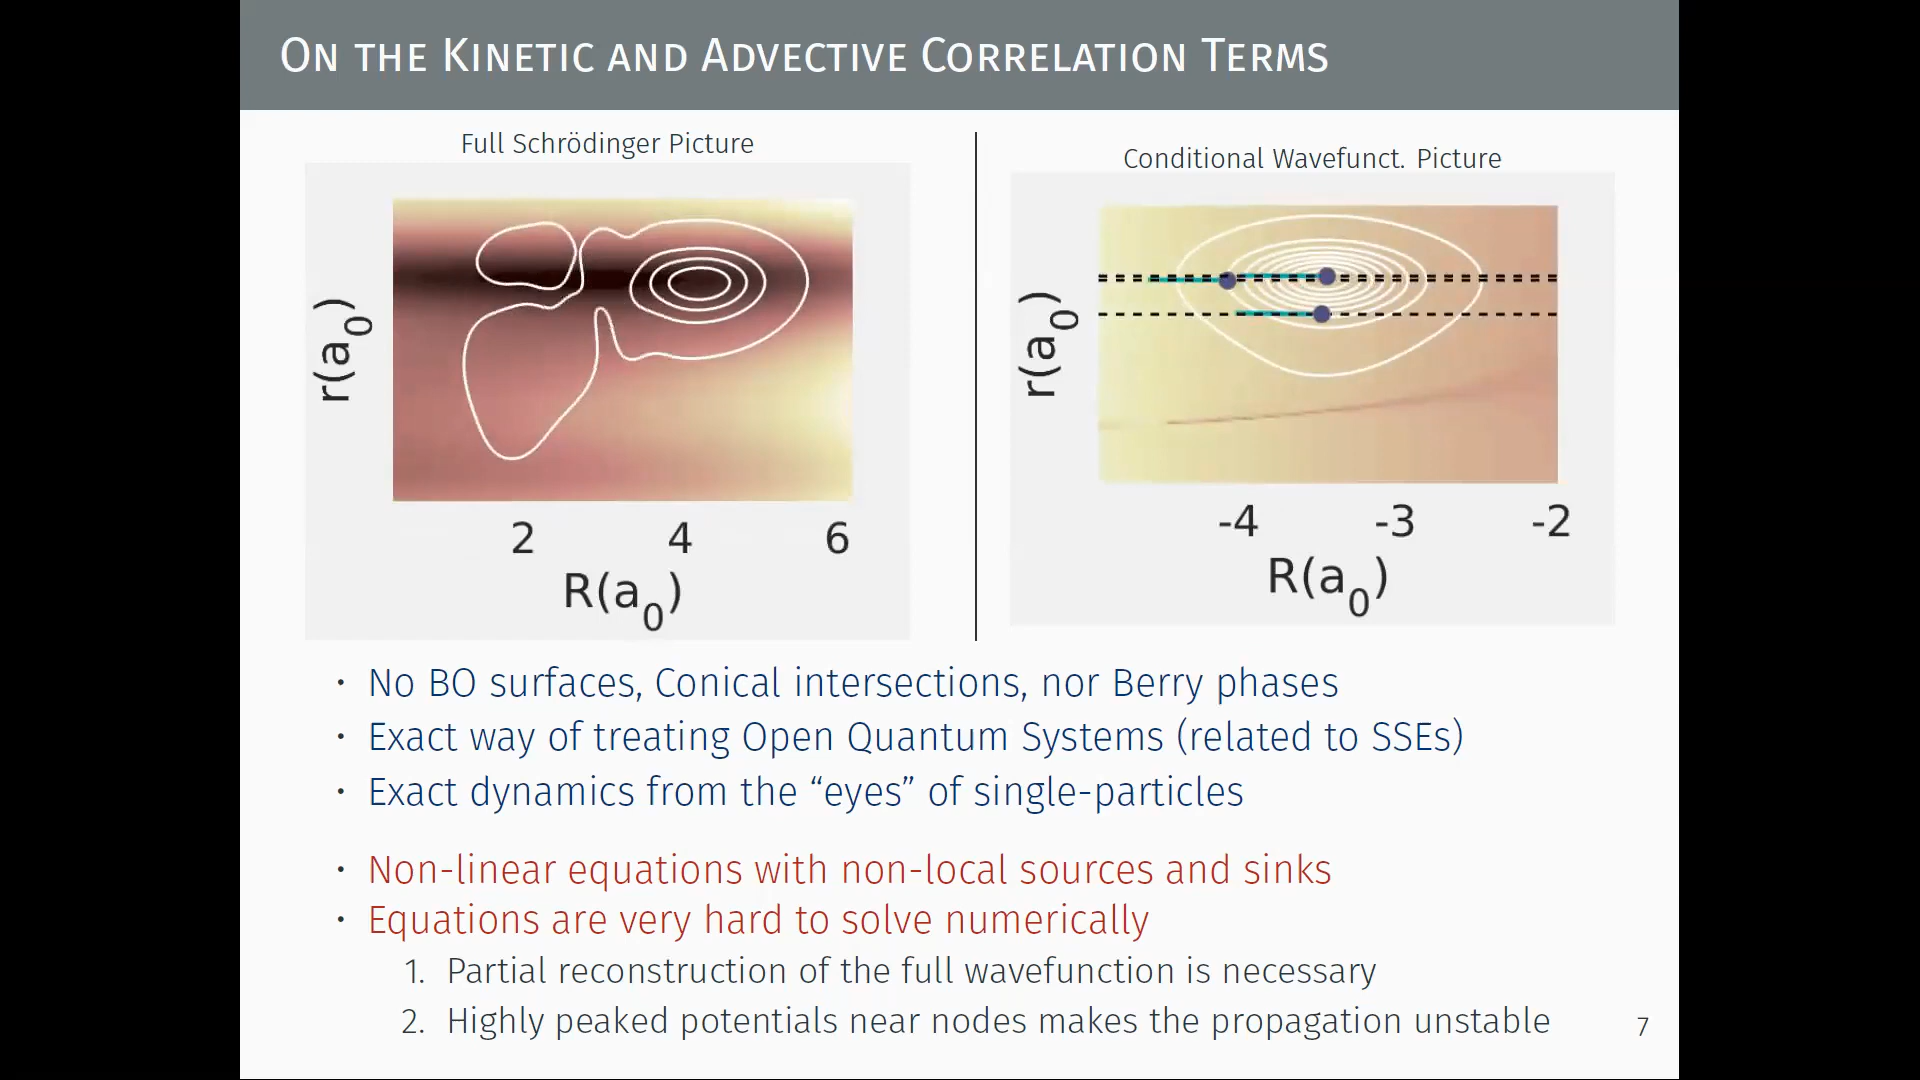 On the Kinetic and Advective Correlation Terms
Full Schrödinger Picture
r(a0)
2 4 6
R(a0)
Conditional Wavefunct. Picture
r(a0)
-4 -3 -2
R(a0)
· No BO surfaces, Conical intersections, nor Berry phases
· Exact way of treating Open Quantum Systems (related to SSEs)
· Exact dynamics from the “eyes” of single-particles
· Non-linear equations with non-local sources and sinks
· Equations are very hard to solve numerically
1. Partial reconstruction of the full wavefunction is necessary
2. Highly peaked potentials near nodes makes the propagation unstable
7